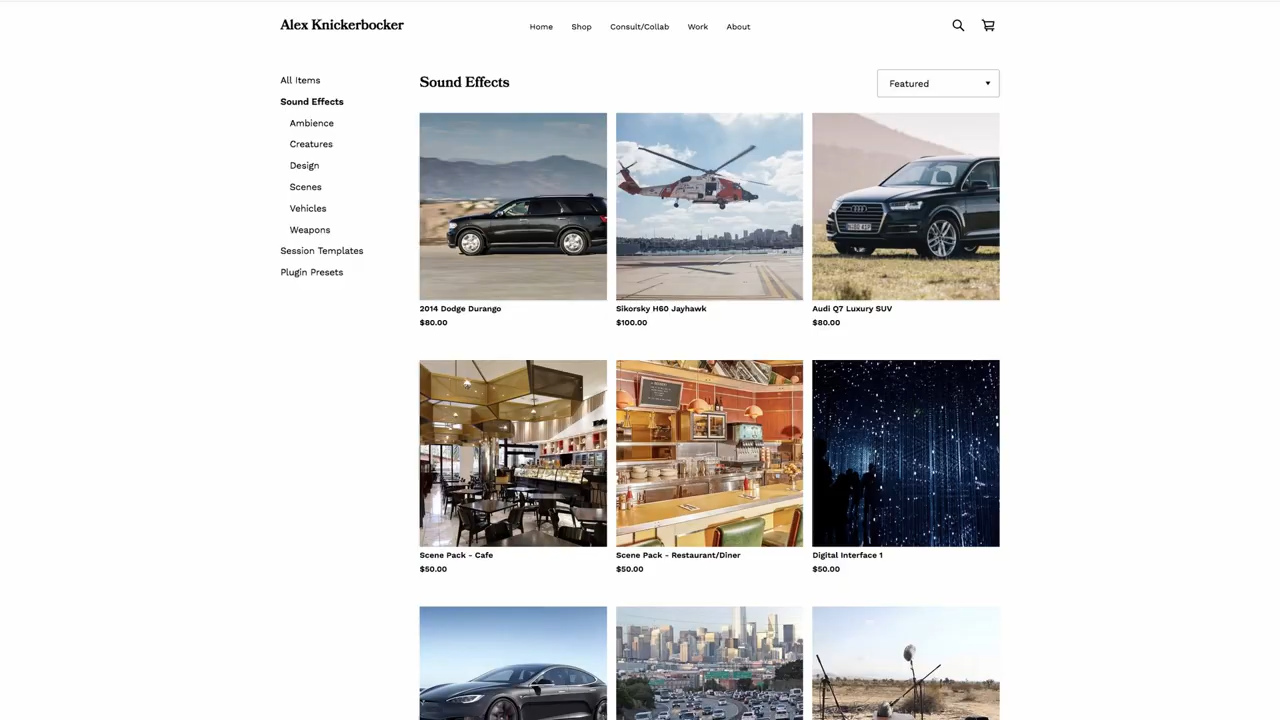 Alex Knickerbocker
Home Shop Consult/Collab Work About
All Items
Sound Effects
Ambience
Creatures
Design
Scenes
Vehicles
Weapons
Session Templates
Plugin Presets
Sound Effects
Featured
2014 Dodge Durango
$80.00
Sikorsky H60 Jayhawk
$100.00
Audi Q7 Luxury SUV
$80.00
Scene Pack - Cafe
$50.00
Scene Pack - Restaurant/Diner
$50.00
Digital Interface 1
$50.00